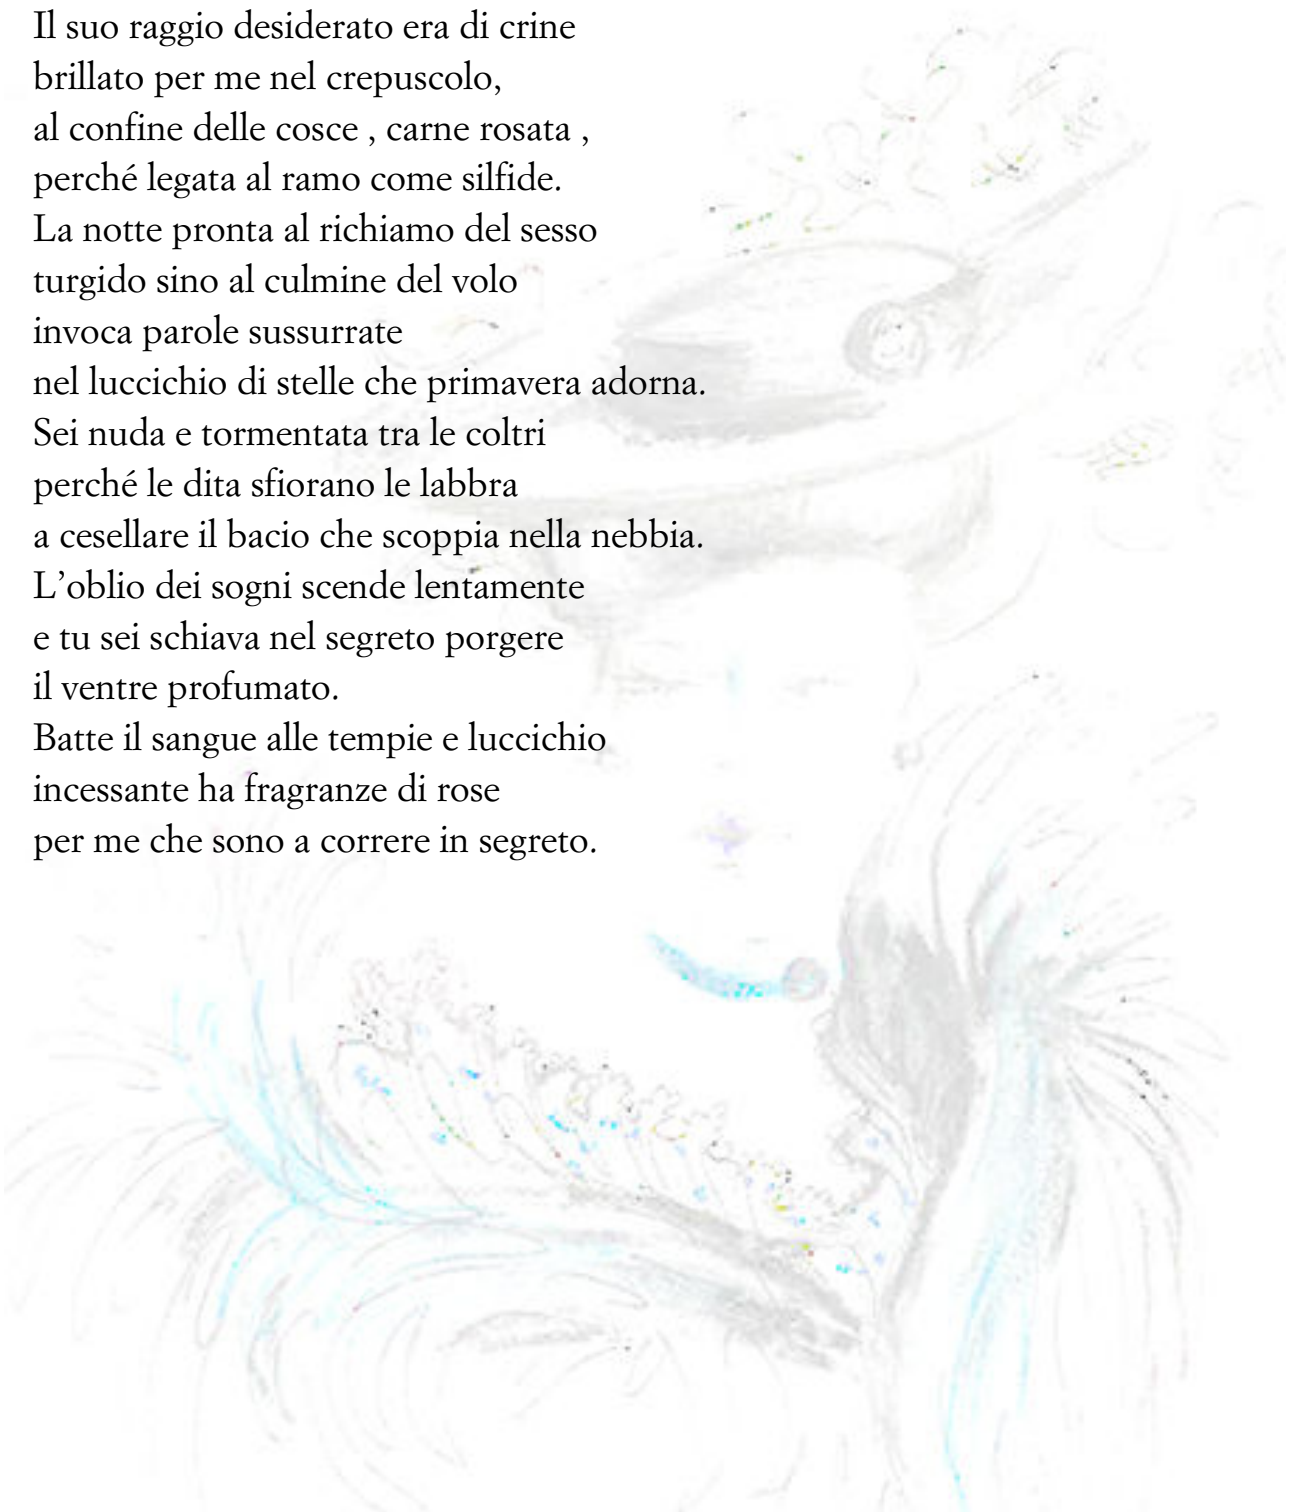 Il suo raggio desiderato era di crine
brillato per me nel crepuscolo,
al confine delle cosce , carne rosata ,
perché legata al ramo come silfide.
La notte pronta al richiamo del sesso
turgido sino al culmine del volo
invoca parole sussurrate
nel luccichio di stelle che primavera adorna.
Sei nuda e tormentata tra le coltri
perché le dita sfiorano le labbra
a cesellare il bacio che scoppia nella nebbia.
L’oblio dei sogni scende lentamente
e tu sei schiava nel segreto porgere
il ventre profumato.
Batte il sangue alle tempie e luccichio
incessante ha fragranze di rose
per me che sono a correre in segreto.